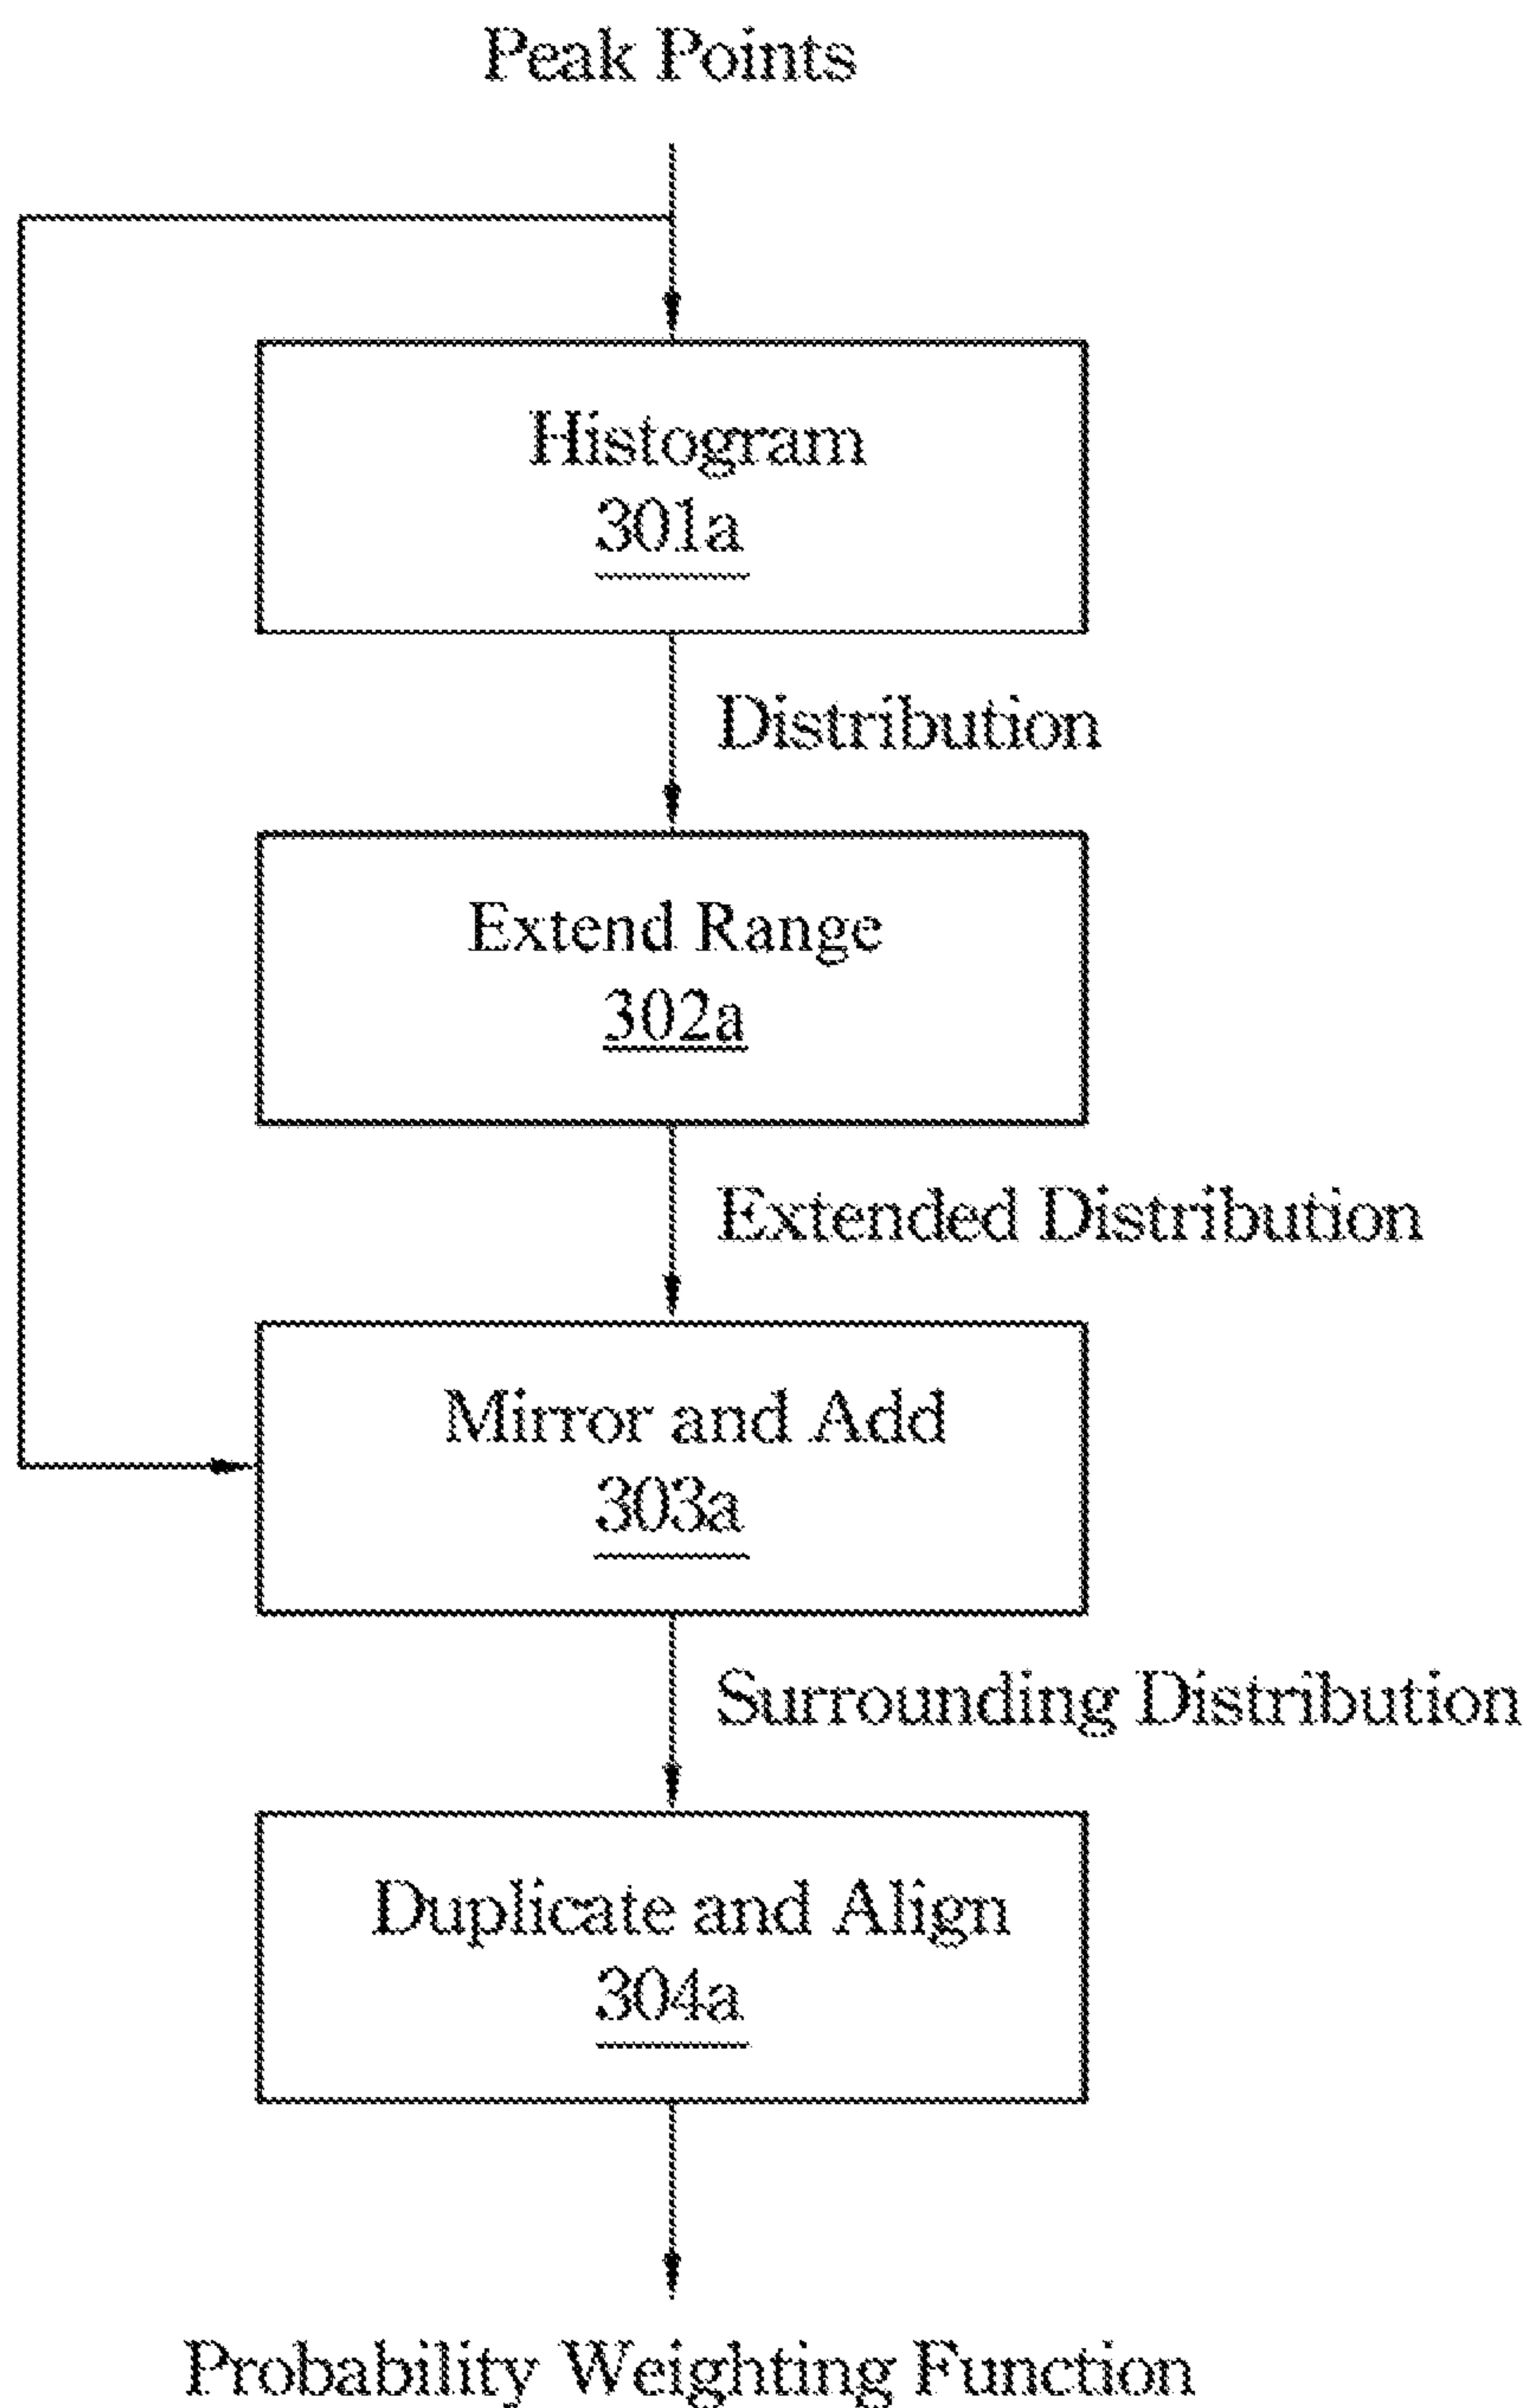 Peak Points
Histogram
301a
Distribution
Extend Range
302a
Extended Distribution
Mirror and Add
303a
Surrounding Distribution
Duplicate and Align
304a
Probability Weighting Function